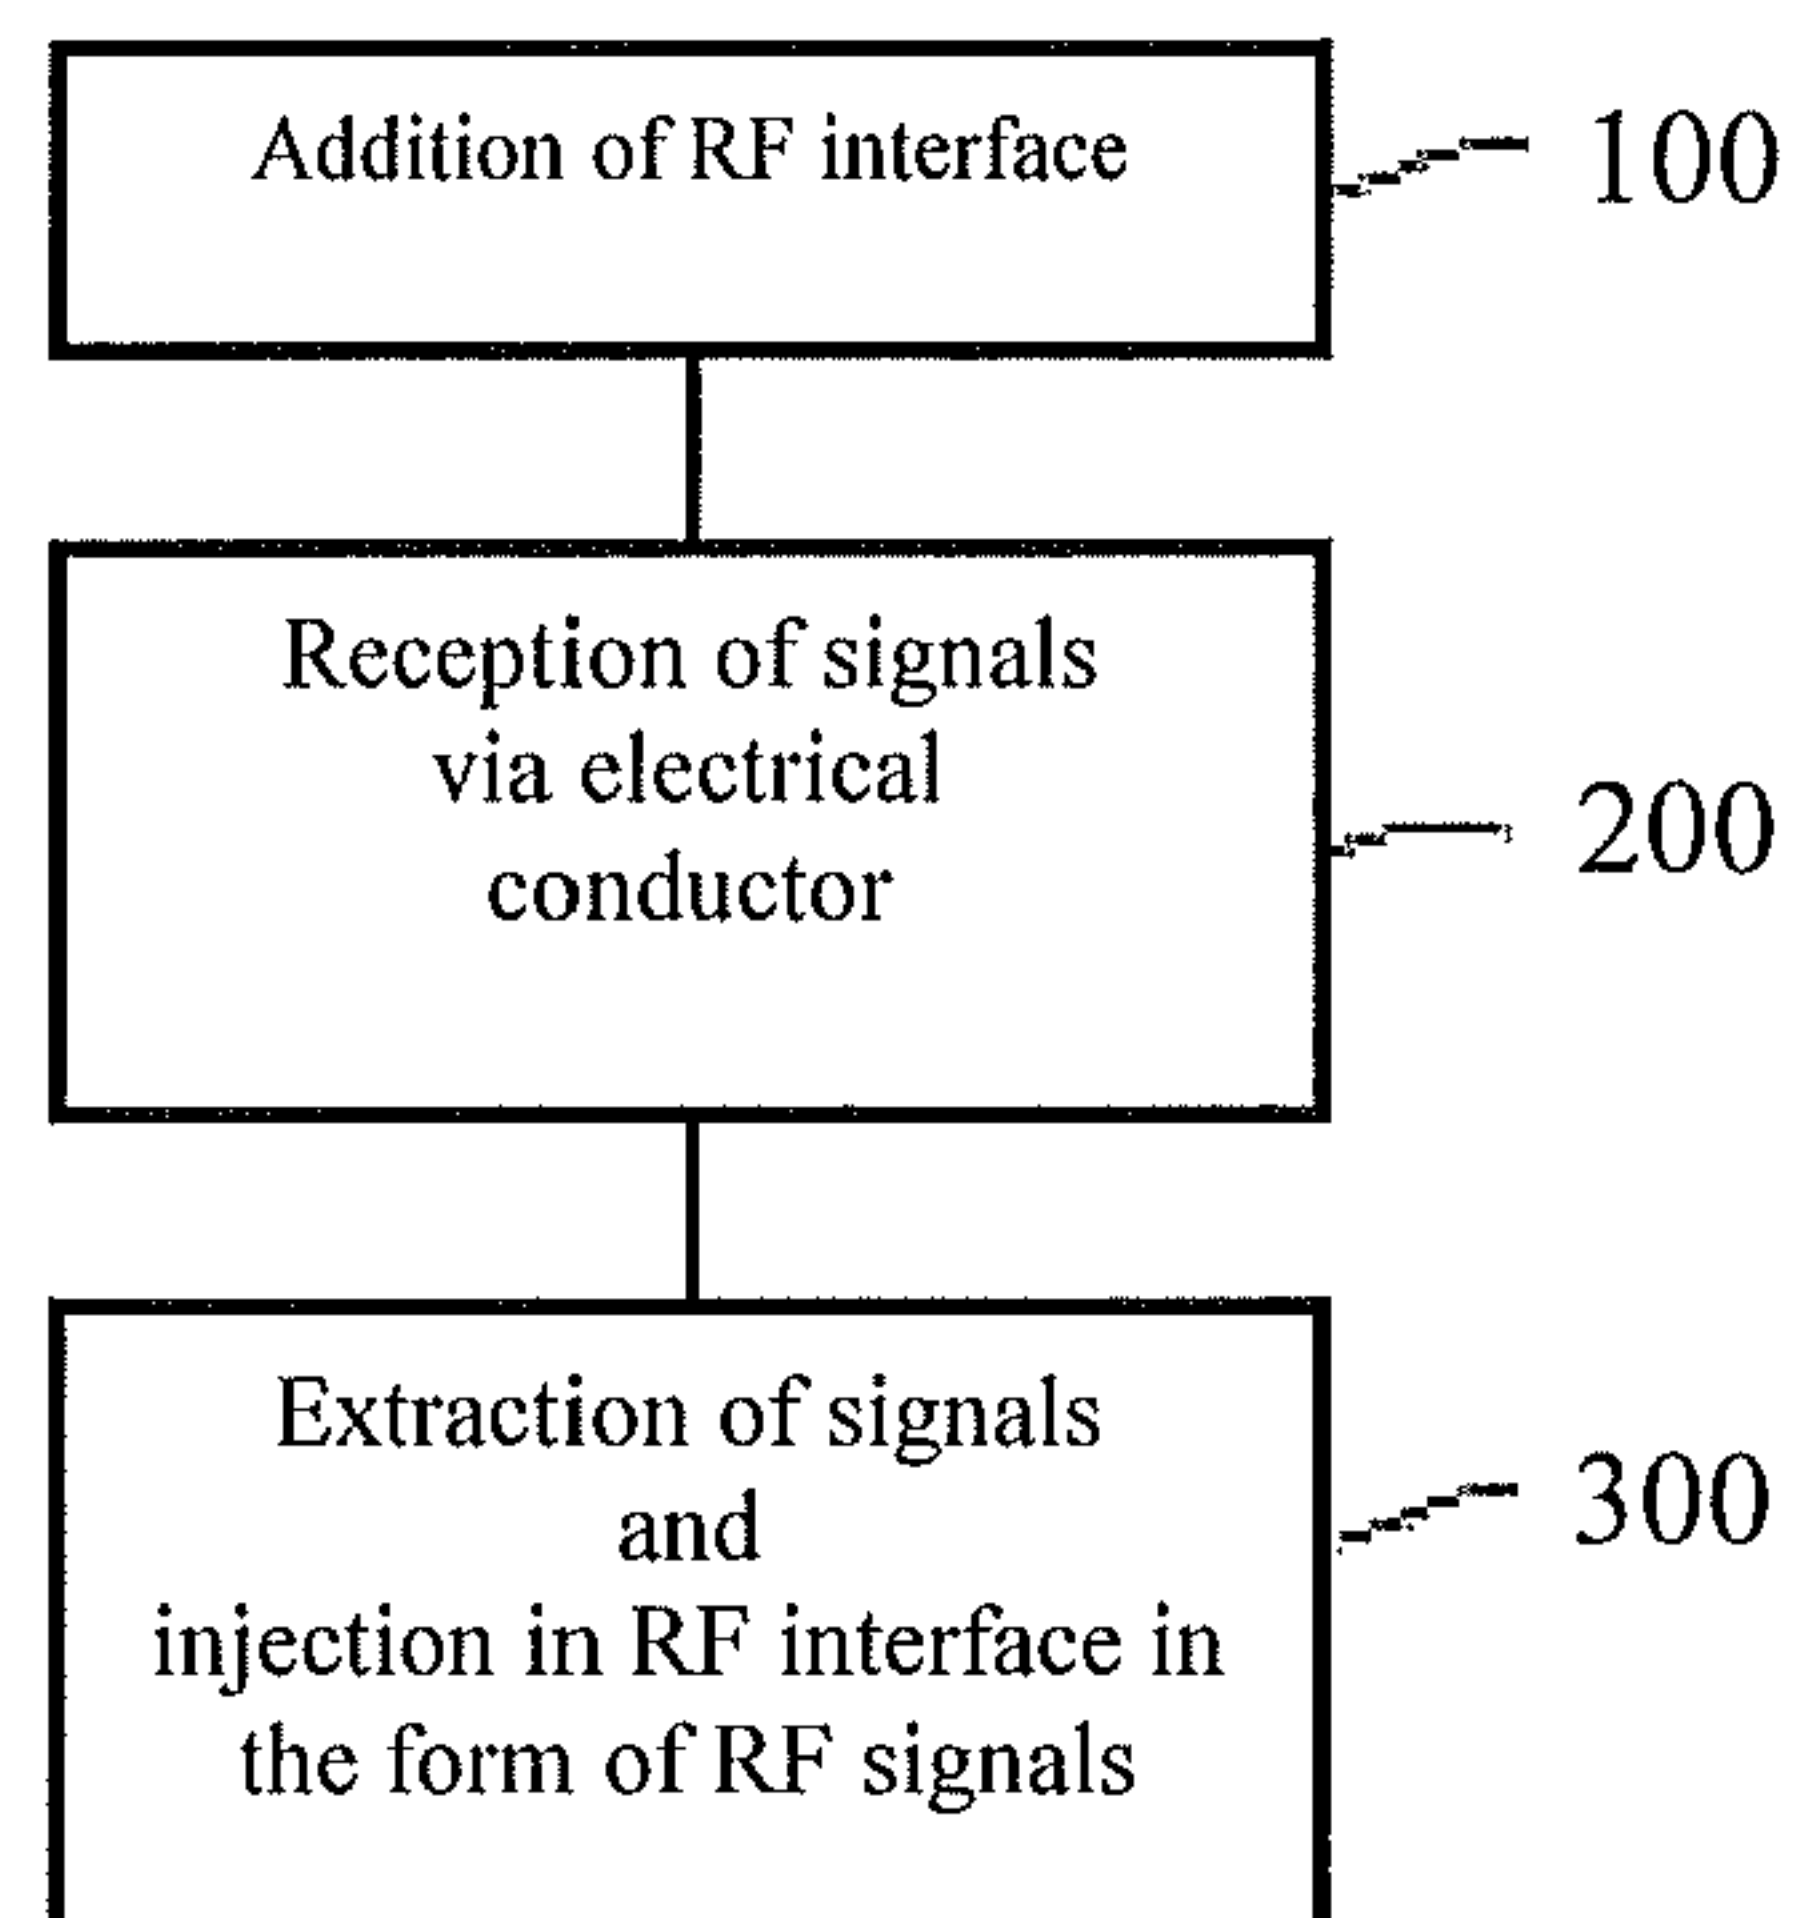 Addition of RF interface
100
Reception of signals
via electrical
conductor
200
Extraction of signals
and
injection in RF interface in
the form of RF signals
300